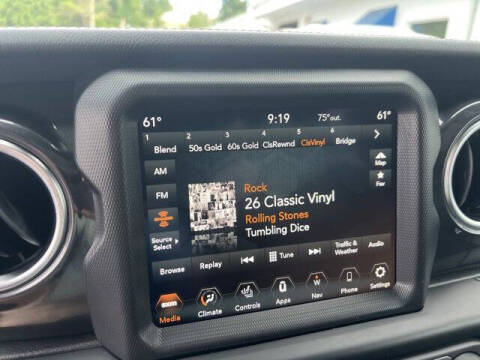 61° 9:19 75°out. 61°
1 2 3 4 5 6
Blend 50s Gold 60s Gold ClsRewnd ClsVinyl Bridge
AM
FM
Source Select
Rock
26 Classic Vinyl
Rolling Stones
Tumbling Dice
Map
Fav
Browse Replay Tune Traffic & Weather Audio
Media Climate Controls Apps W Nav Phone Settings